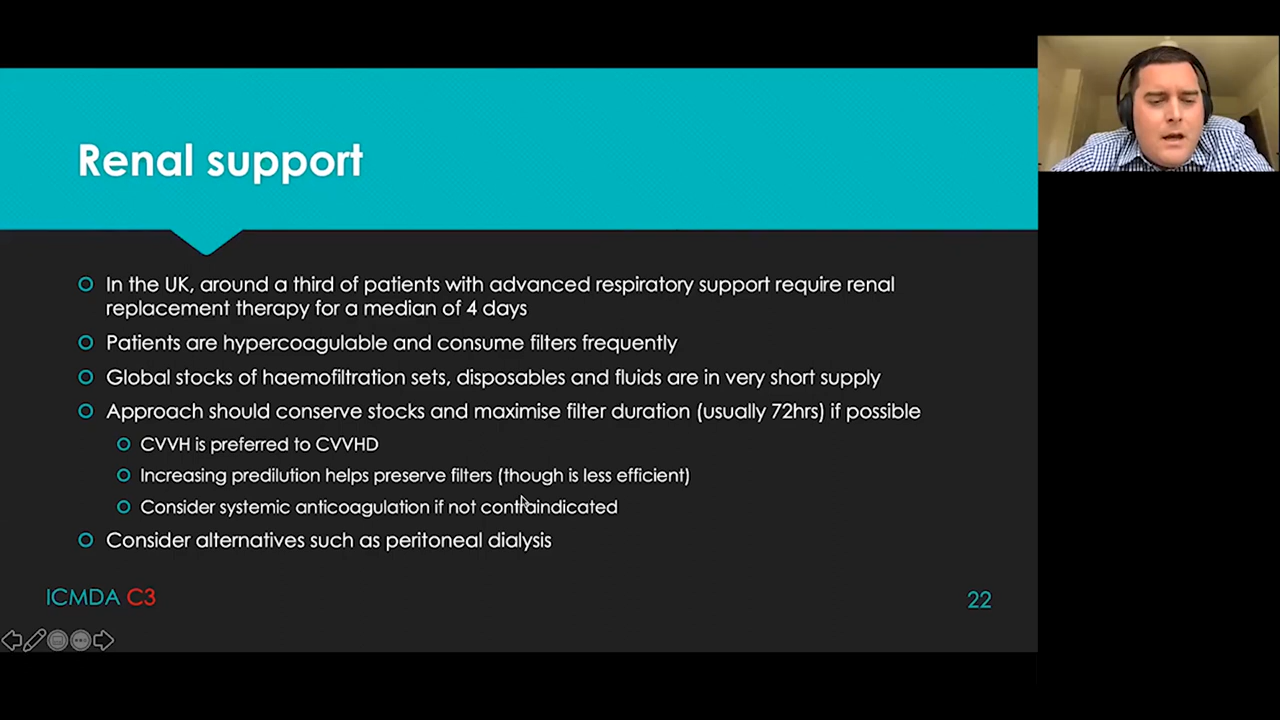 Renal support
In the UK, around a third of patients with advanced respiratory support require renal
replacement therapy for a median of 4 days
Patients are hypercoagulable and consume filters frequently
Global stocks of haemofiltration sets, disposables and fluids are in very short supply
Approach should conserve stocks and maximise filter duration (usually 72hrs) if possible
CVVH is preferred to CVVHD
Increasing predilution helps preserve filters (though is less efficient)
Consider systemic anticoagulation if not contraindicated
Consider alternatives such as peritoneal dialysis
ICMDA C3
22